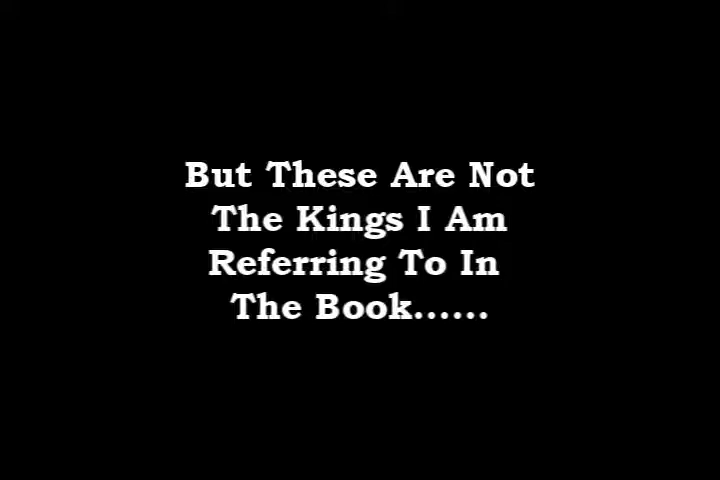 But These Are Not
The Kings I Am
Referring To In
The Book......